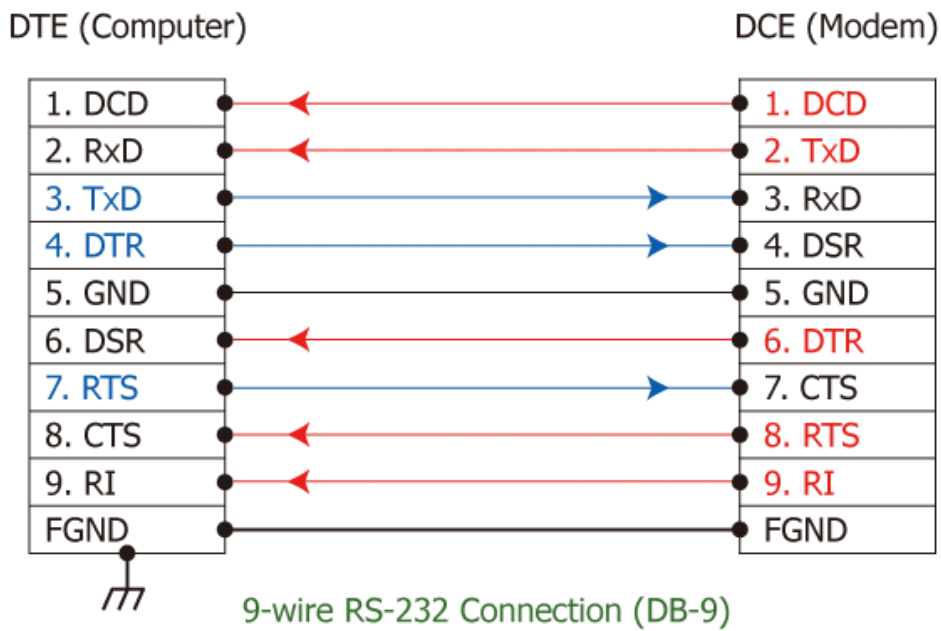 DTE (Computer)
DCE (Modem)
1. DCD
1. DCD
2. RxD
2. TxD
3. TxD
3. RxD
4. DTR
4. DSR
5. GND
5. GND
6. DSR
6. DTR
7. RTS
7. CTS
8. CTS
8. RTS
9. RI
9. RI
FGND
FGND
9-wire RS-232 Connection (DB-9)